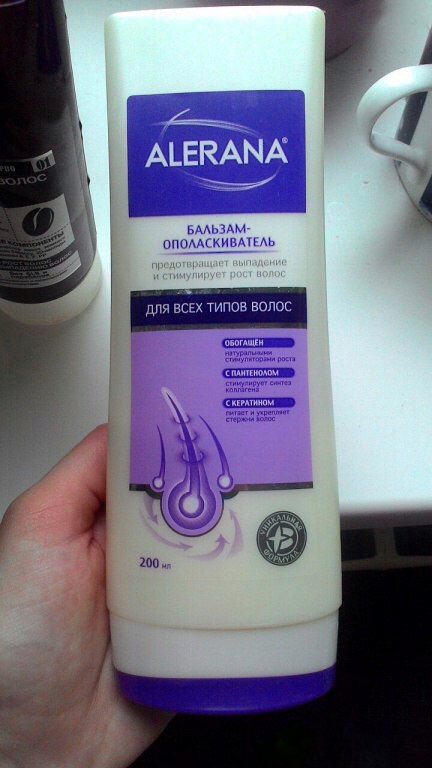 ALERANA®
БАЛЬЗАМ-
ОПОЛАСКИВАТЕЛЬ
предотвращает выпадение
и стимулирует рост волос
ДЛЯ ВСЕХ ТИПОВ ВОЛОС
ОБОГАЩЁН
натуральными
стимуляторами роста
С ПАНТЕНОЛОМ
стимулирует синтез
коллагена
С КЕРАТИНОМ
питает и укрепляет
стержни волос
УНИКАЛЬНАЯ
ФОРМУЛА
200 мл
01
ВОЛОС